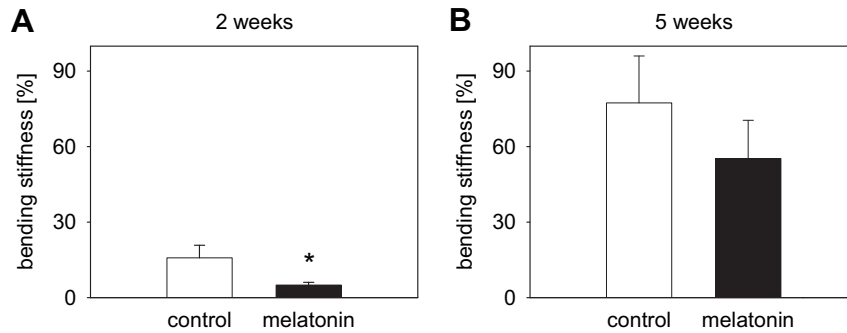 A
2 weeks
bending stiffness [%]
90
60
30
0
*
control melatonin
B
5 weeks
bending stiffness [%]
90
60
30
0
control melatonin